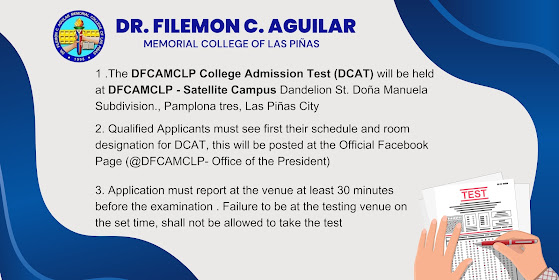 DR. FILEMON C. AGUILAR
MEMORIAL COLLEGE OF LAS PIÑAS
1 .The DFCAMCLP College Admission Test (DCAT) will be held
at DFCAMCLP - Satellite Campus Dandelion St. Doña Manuela
Subdivision., Pamplona tres, Las Piñas City
2. Qualified Applicants must see first their schedule and room
designation for DCAT, this will be posted at the Official Facebook
Page (@DFCAMCLP- Office of the President)
3. Application must report at the venue at least 30 minutes
before the examination . Failure to be at the testing venue on
the set time, shall not be allowed to take the test
TEST